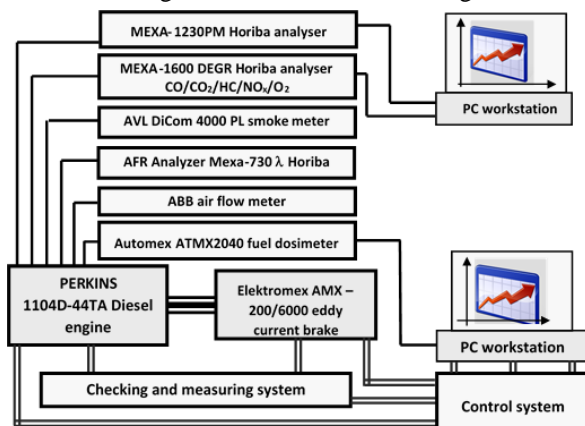 MEXA-1230PM Horiba analyser
MEXA-1600 DEGR Horiba analyser
CO/CO₂/HC/NOₓ/O₂
PC workstation
AVL DiCom 4000 PL smoke meter
AFR Analyzer Mexa-730 λ Horiba
ABB air flow meter
Automex ATMX2040 fuel dosimeter
PERKINS
1104D-44TA Diesel
engine
Elektromex AMX –
200/6000 eddy
current brake
PC workstation
Checking and measuring system
Control system